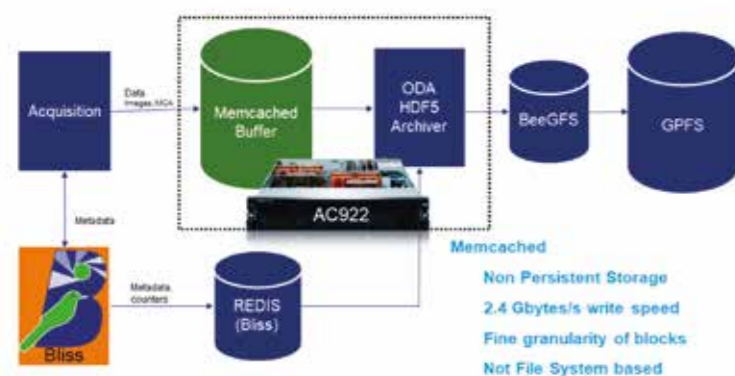 Acquisition
Data
Images, MCA
Memcached
Buffer
ODA
HDF5
Archiver
BeeGFS
GPFS
AC922
Metadata
Bliss
Metadata,
counters
REDIS
(Bliss)
Memcached
Non Persistent Storage
2.4 Gbytes/s write speed
Fine granularity of blocks
Not File System based